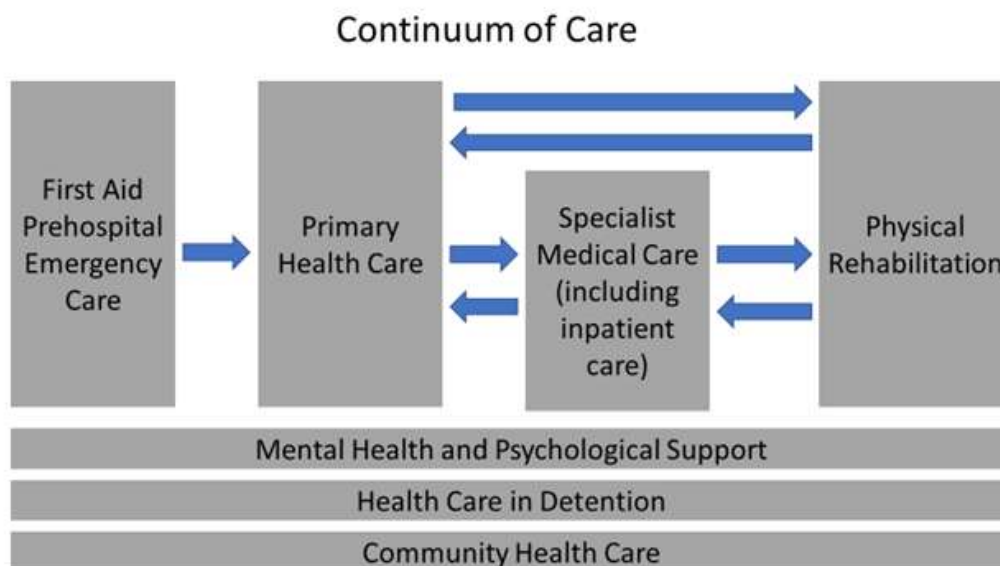 Continuum of Care
First Aid
Prehospital
Emergency
Care
Primary
Health Care
Specialist
Medical Care
(including
inpatient
care)
Physical
Rehabilitation
Mental Health and Psychological Support
Health Care in Detention
Community Health Care